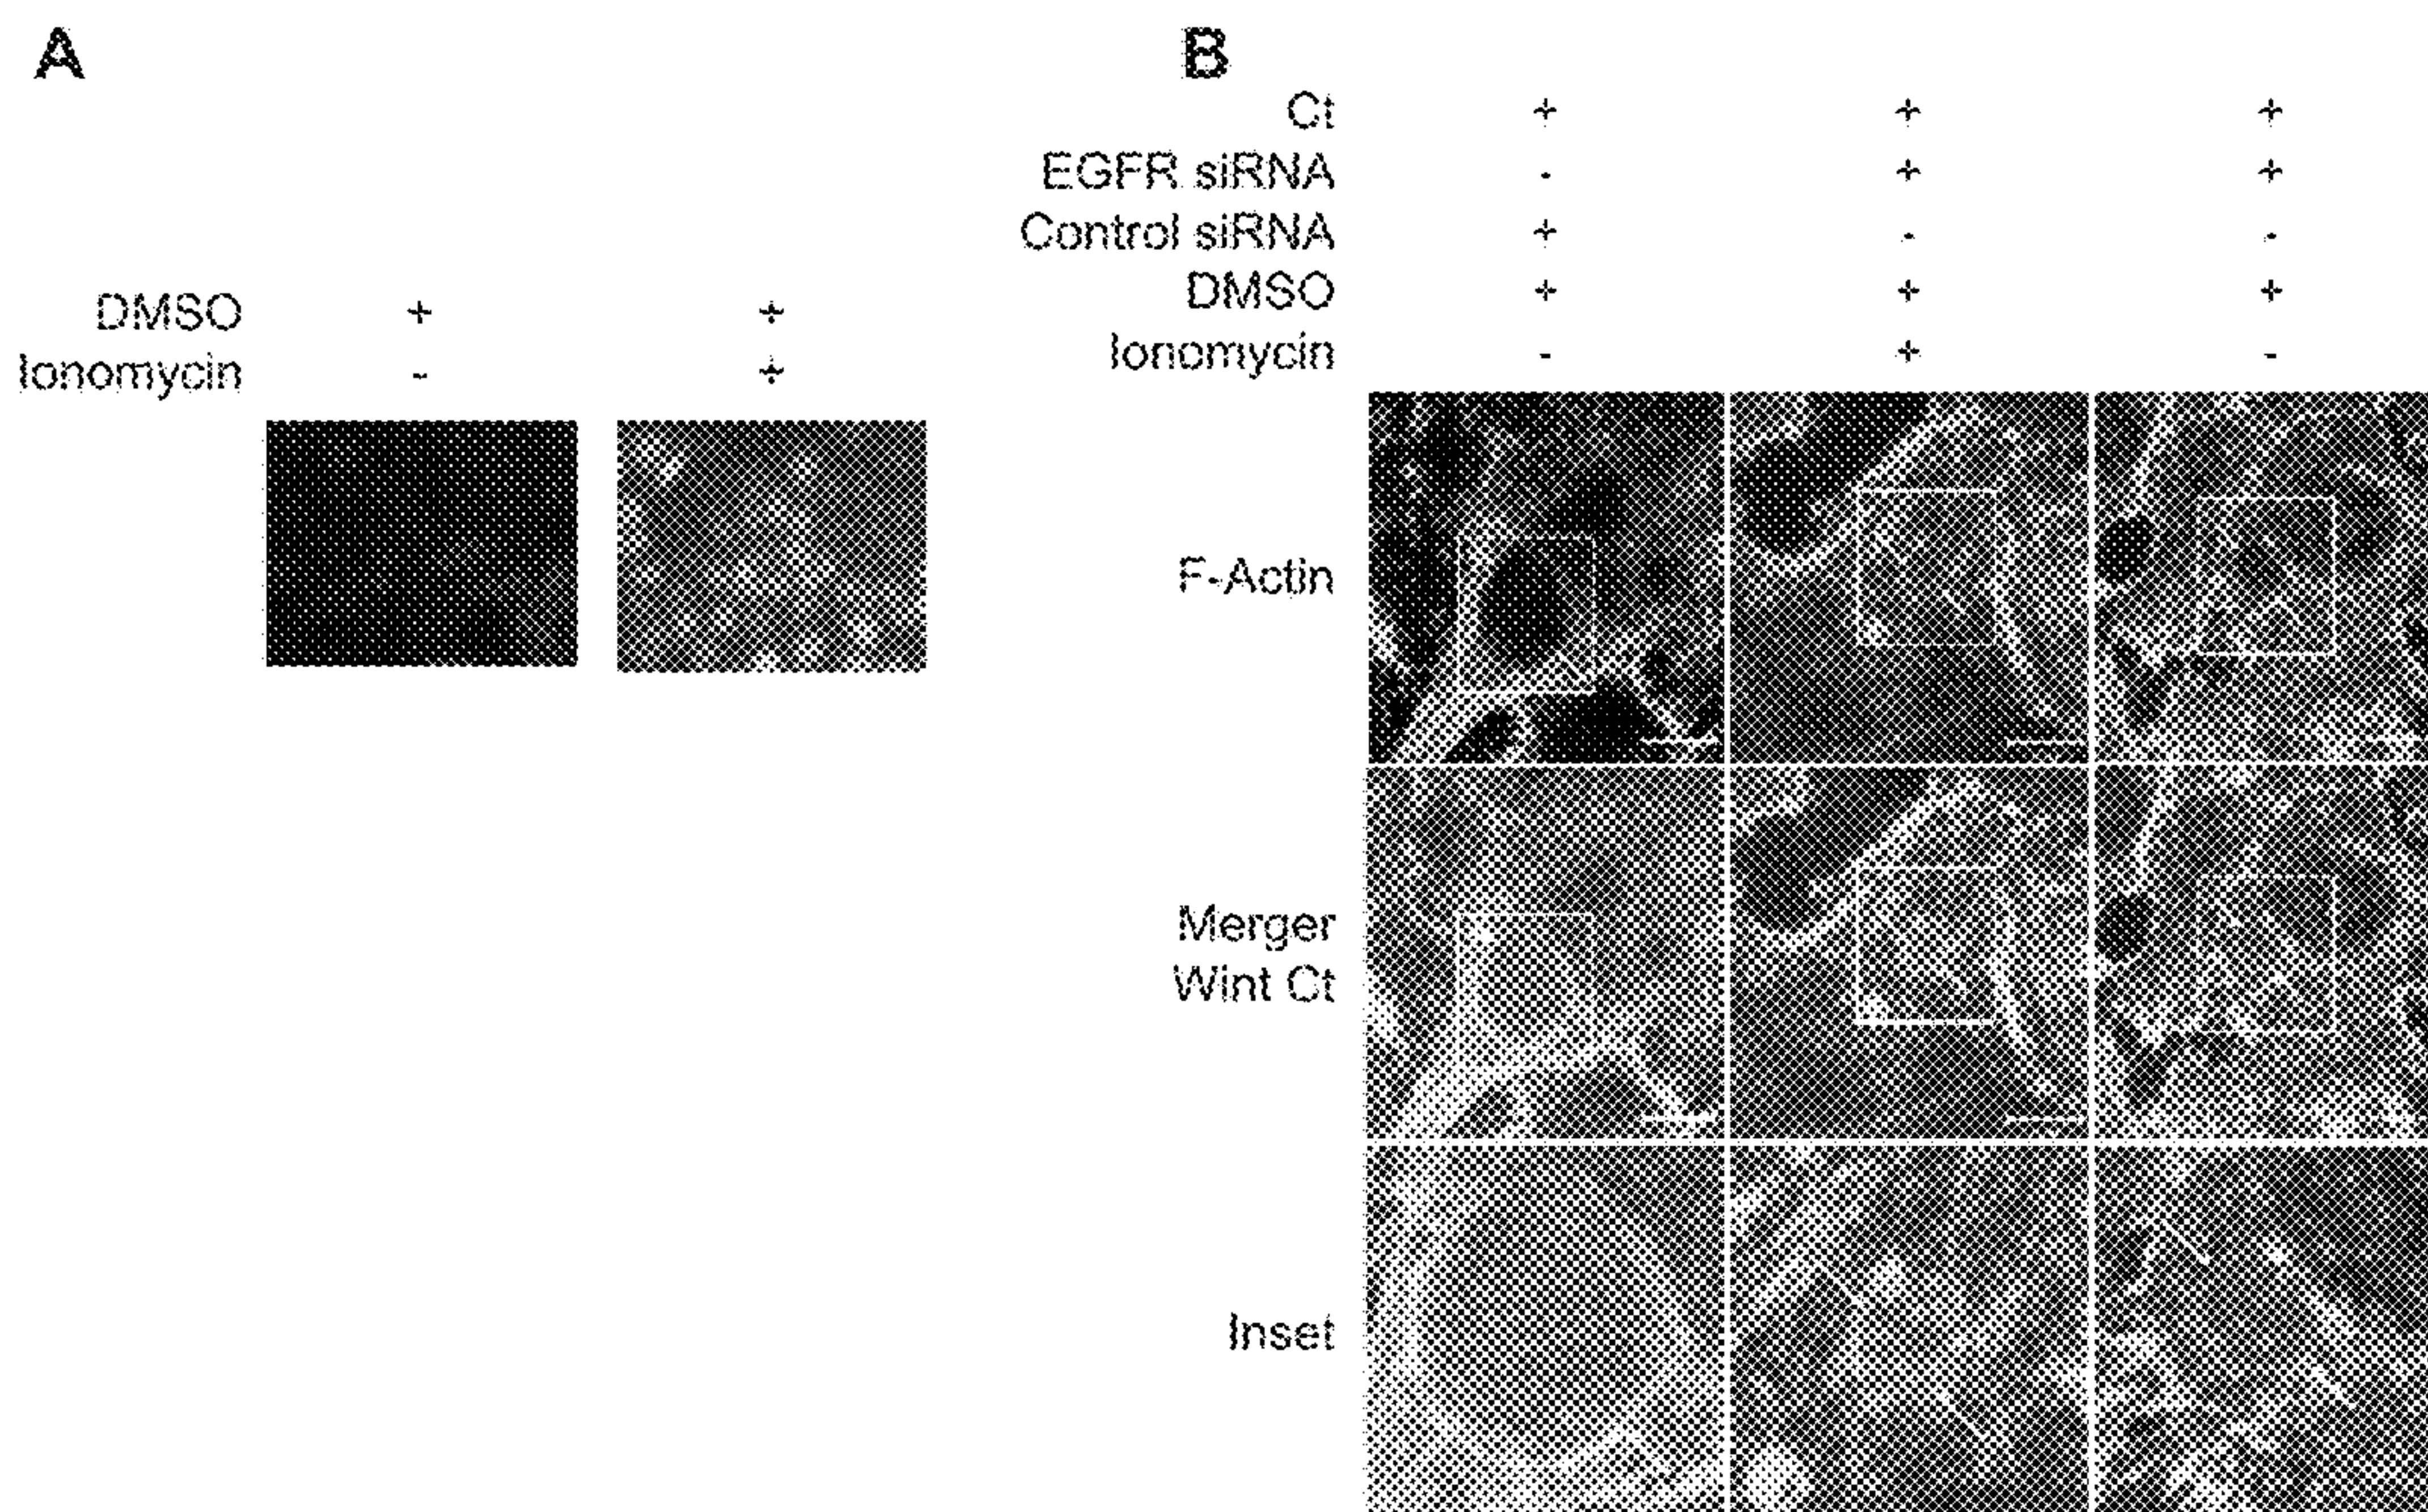 A
DMSO + +
Ionomycin - +
B
Ct + + +
EGFR siRNA - + +
Control siRNA + - -
DMSO + + +
Ionomycin - + -
F-Actin
Merger
Wint Ct
Inset